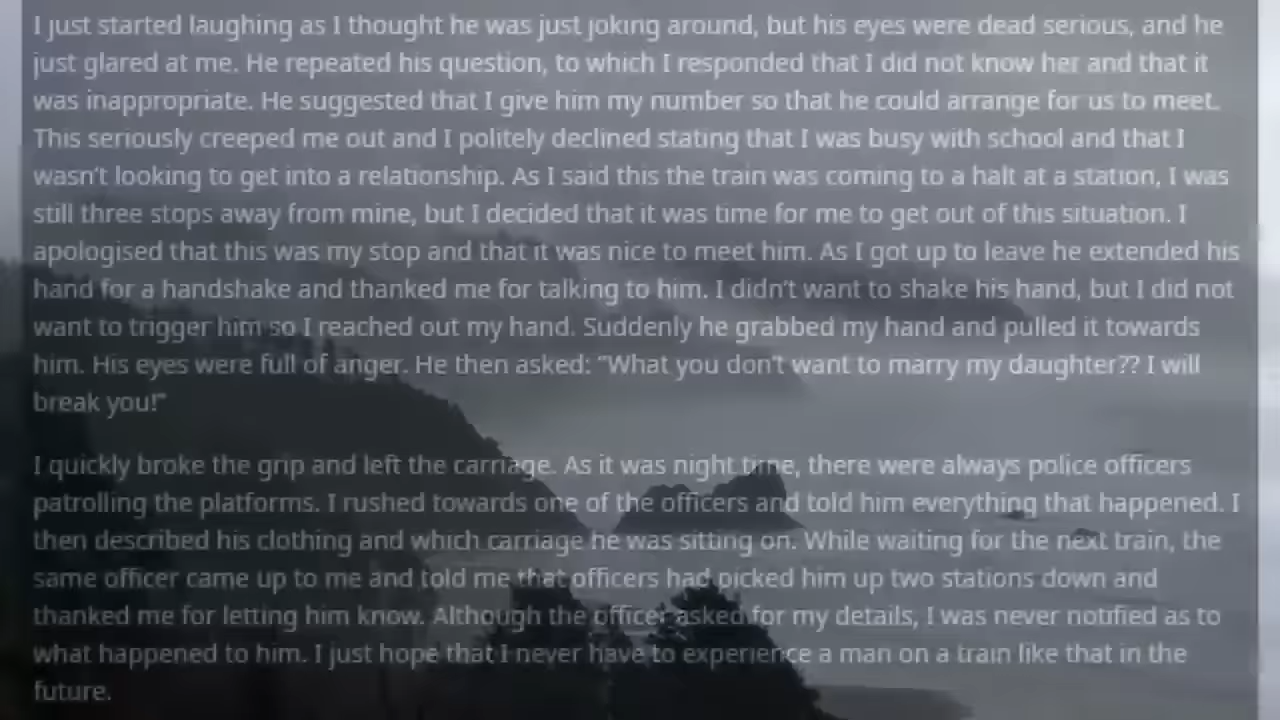 I just started laughing as I thought he was just joking around, but his eyes were dead serious, and he
just glared at me. He repeated his question, to which I responded that I did not know her and that it
was inappropriate. He suggested that I give him my number so that he could arrange for us to meet.
This seriously creeped me out and I politely declined stating that I was busy with school and that I
wasn't looking to get into a relationship. As I said this the train was coming to a halt at a station, I was
still three stops away from mine, but I decided that it was time for me to get out of this situation. I
apologised that this was my stop and that it was nice to meet him. As I got up to leave he extended his
hand for a handshake and thanked me for talking to him. I didn't want to shake his hand, but I did not
want to trigger him so I reached out my hand. Suddenly he grabbed my hand and pulled it towards
him. His eyes were full of anger. He then asked: “What you don't want to marry my daughter?? I will
break you!”
I quickly broke the grip and left the carriage. As it was night time, there were always police officers
patrolling the platforms. I rushed towards one of the officers and told him everything that happened. I
then described his clothing and which carriage he was sitting on. While waiting for the next train, the
same officer came up to me and told me that officers had picked him up two stations down and
thanked me for letting him know. Although the officer asked for my details, I was never notified as to
what happened to him. I just hope that I never have to experience a man on a train like that in the
future.